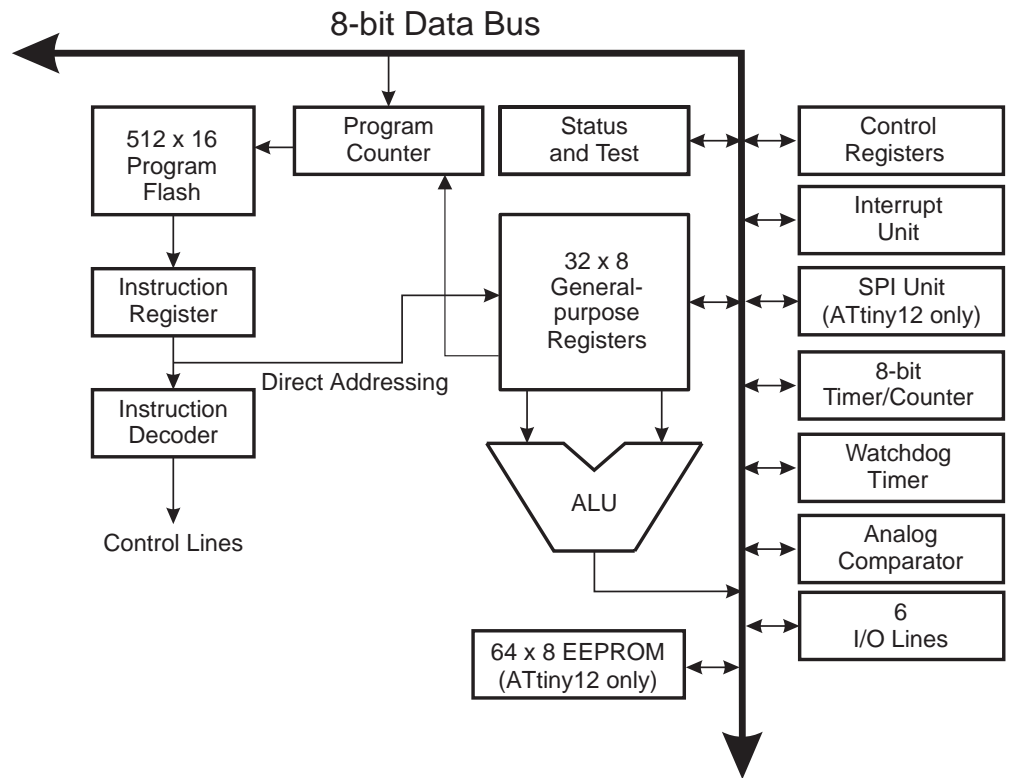 8-bit Data Bus
512 x 16
Program
Flash
Program
Counter
Status
and Test
Control
Registers
Interrupt
Unit
Instruction
Register
32 x 8
General-
purpose
Registers
SPI Unit
(ATtiny12 only)
Direct Addressing
8-bit
Timer/Counter
Instruction
Decoder
Watchdog
Timer
ALU
Control Lines
Analog
Comparator
6
I/O Lines
64 x 8 EEPROM
(ATtiny12 only)